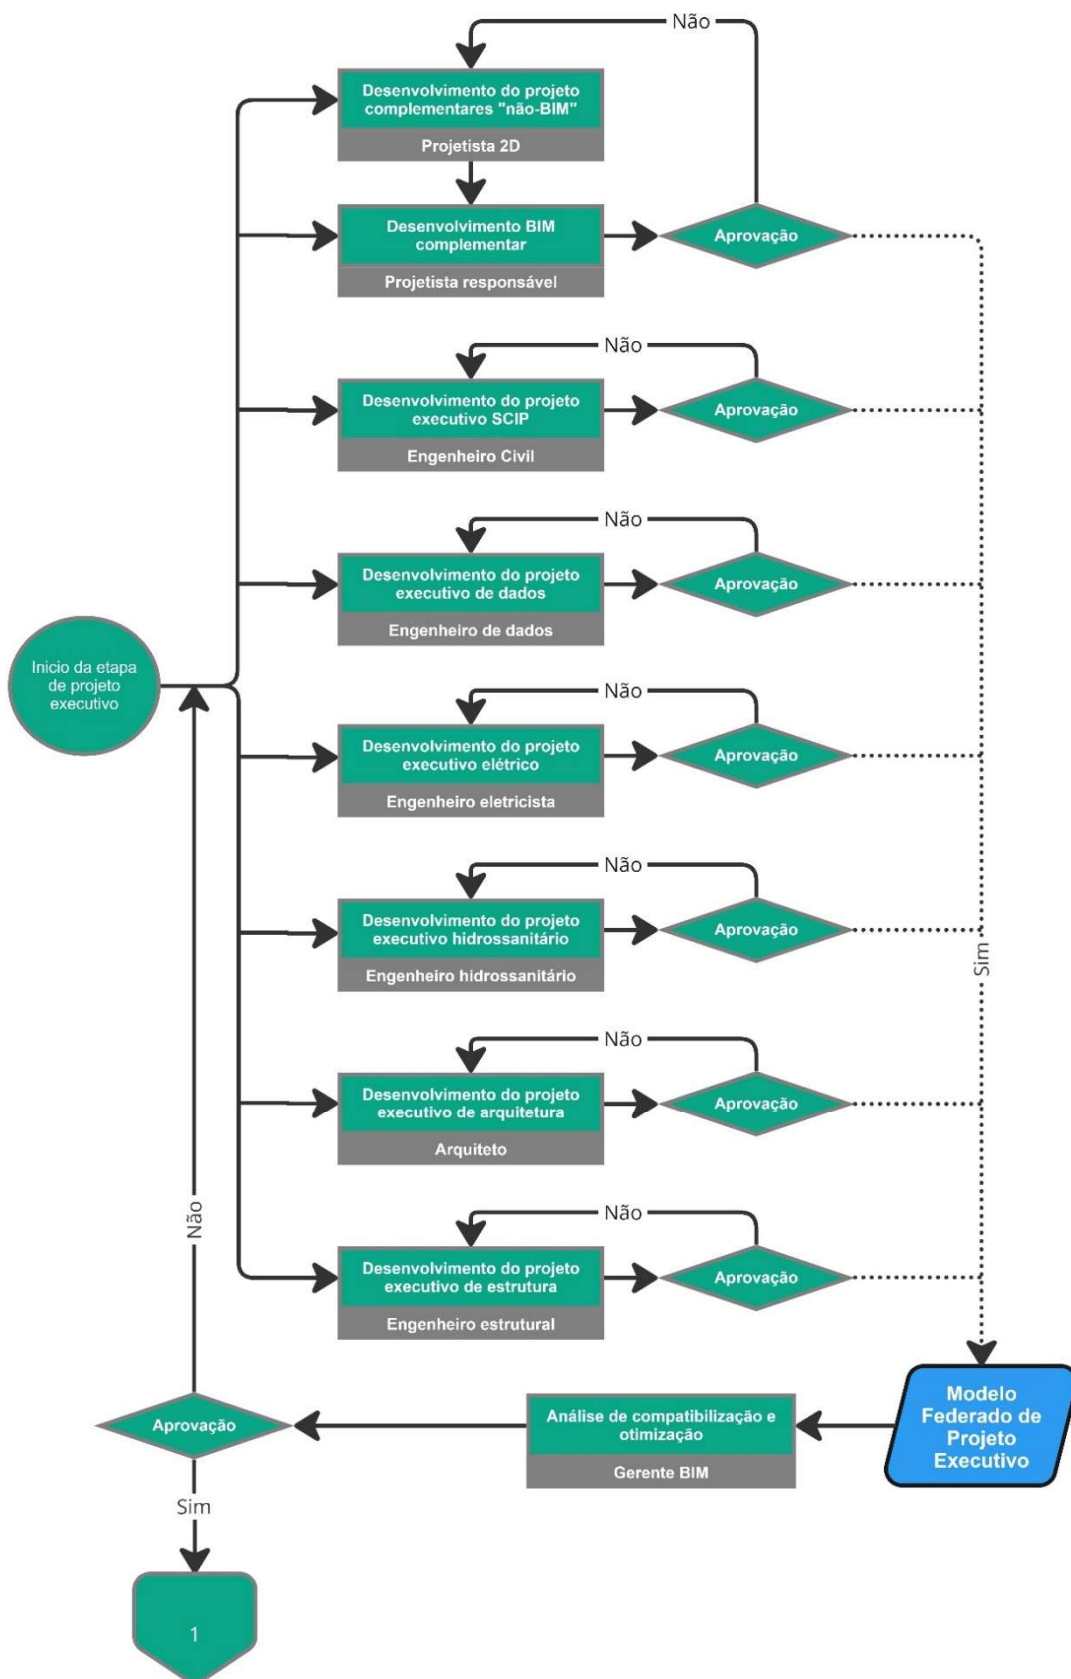 Não
Desenvolvimento do projeto
complementares "não-BIM"
Projetista 2D
Desenvolvimento BIM
complementar
Projetista responsável
Aprovação
Não
Desenvolvimento do projeto
executivo SCIP
Engenheiro Civil
Aprovação
Não
Desenvolvimento do projeto
executivo de dados
Engenheiro de dados
Aprovação
Inicio da etapa
de projeto
executivo
Não
Desenvolvimento do projeto
executivo elétrico
Engenheiro eletricista
Aprovação
Não
Desenvolvimento do projeto
executivo hidrossanitário
Engenheiro hidrossanitário
Aprovação
Sim
Não
Desenvolvimento do projeto
executivo de arquitetura
Arquiteto
Aprovação
Não
Não
Desenvolvimento do projeto
executivo de estrutura
Engenheiro estrutural
Aprovação
Modelo
Federado de
Projeto
Executivo
Análise de compatibilização e
otimização
Gerente BIM
Aprovação
Sim
1